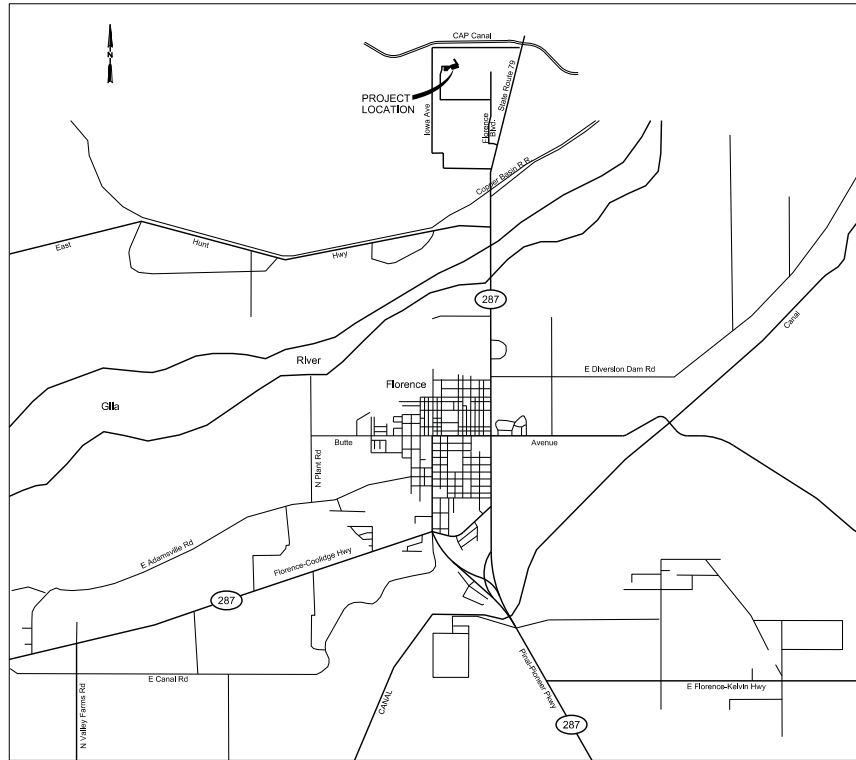 CAP Canal
N
PROJECT
LOCATION
Iowa Ave
Florence
Blvd.
State Route 79
Copper Basin R.R
East
Hunt
Hwy
287
Canal
River
Gila
Florence
E Diversion Dam Rd
Butte
Avenue
N Plant Rd
E Adamsville Rd
Florence-Coolidge Hwy
287
E Canal Rd
N Valley Farms Rd
CANAL
Pinal-Pioneer Pkwy
E Florence-Kelvin Hwy
287